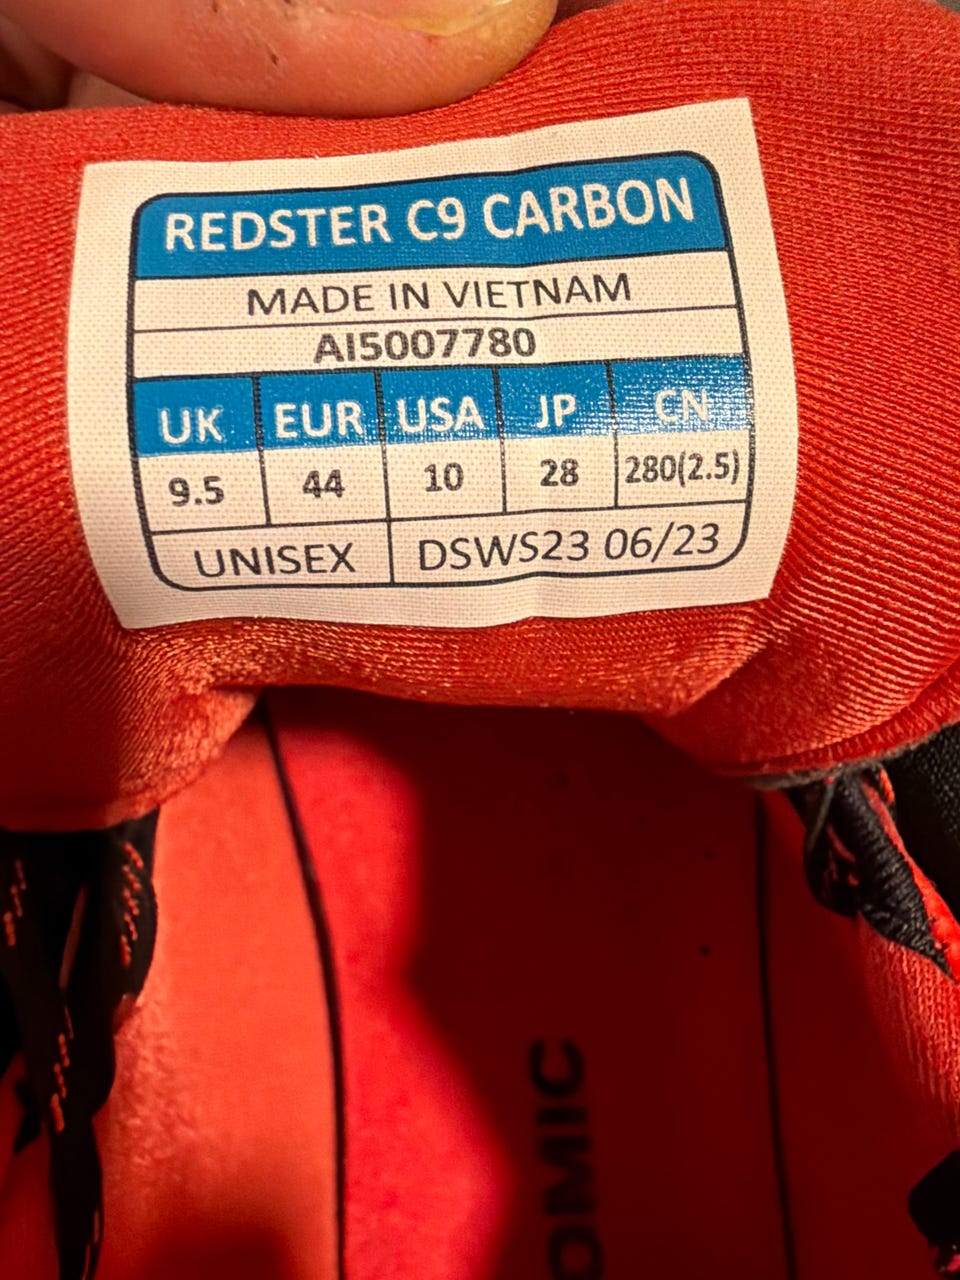 REDSTER C9 CARBON
MADE IN VIETNAM
AI5007780
UK EUR USA JP CN
9.5 44 10 28 280(2.5)
UNISEX DSWS23 06/23
OMIC